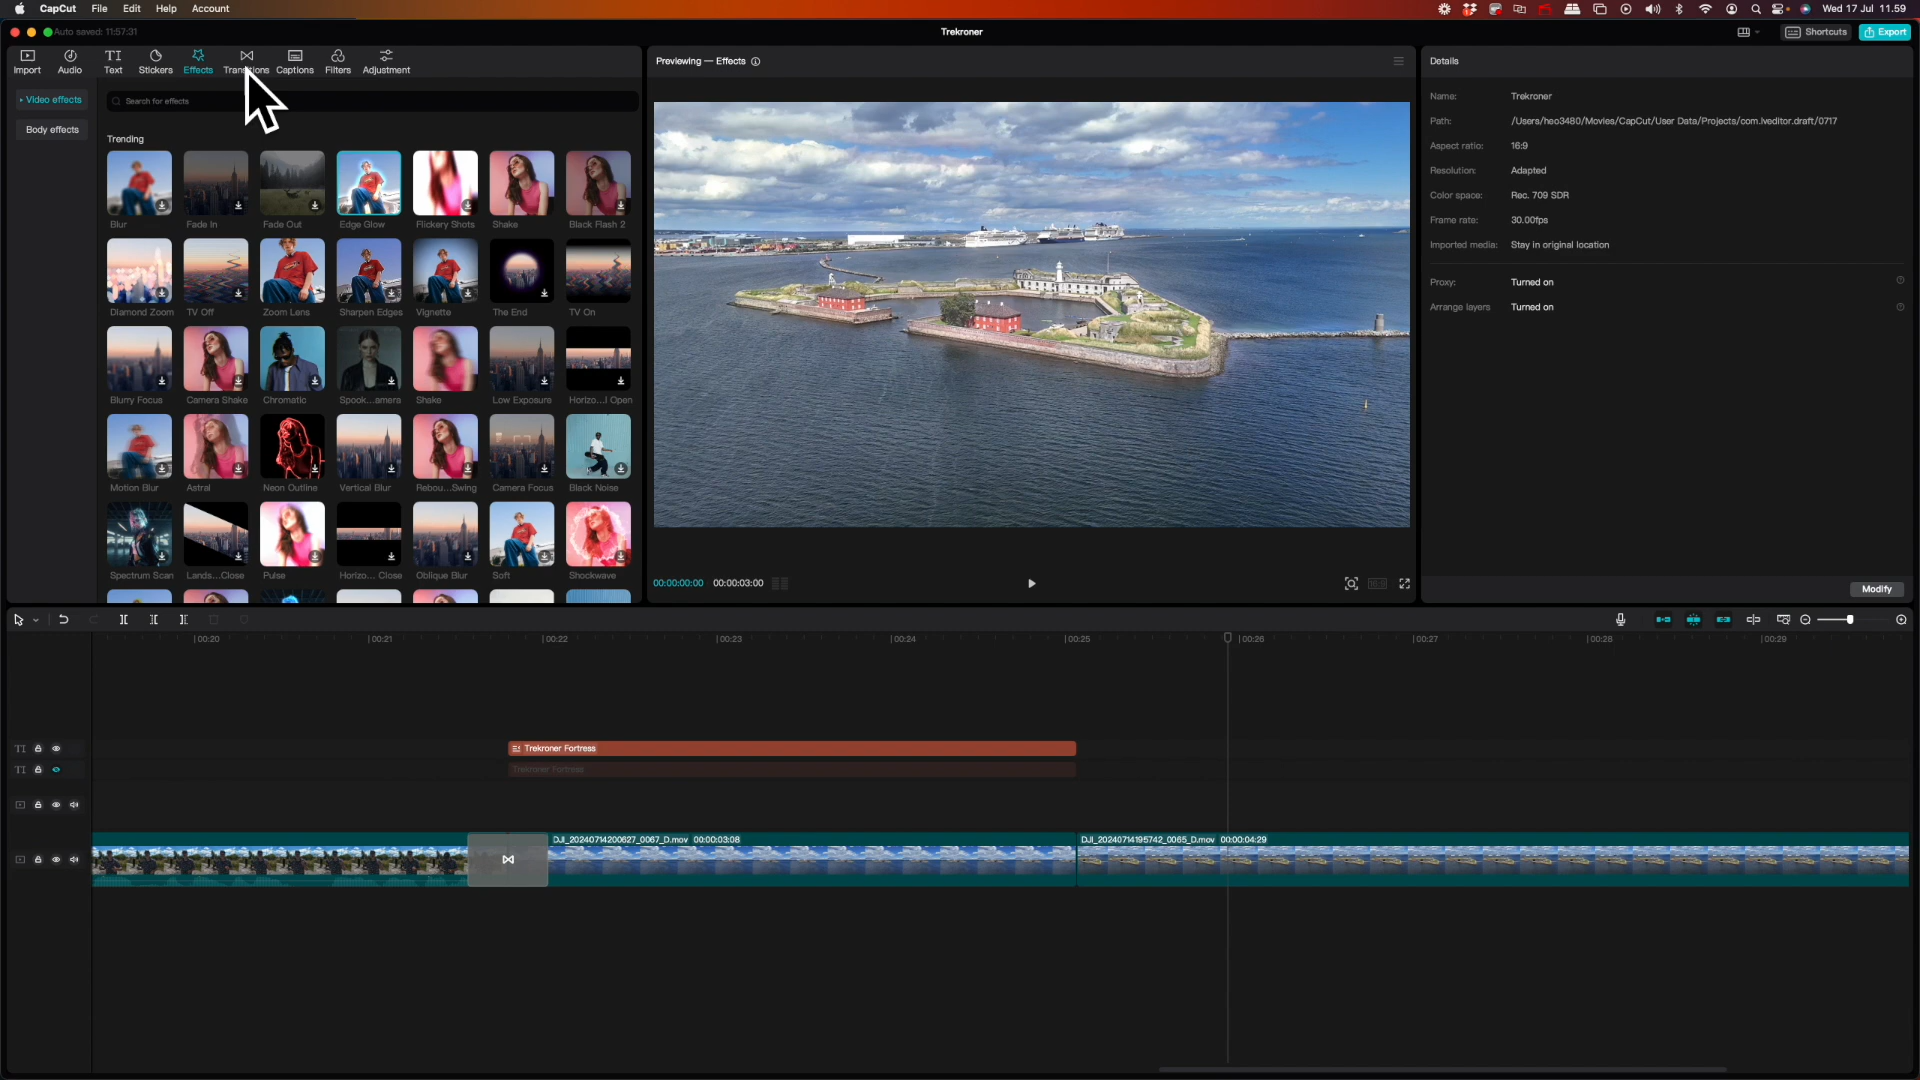 CapCut File Edit Help Account
Wed 17 Jul 11.59
Auto saved: 11:57:31
Trekroner
Shortcuts
Export
Import Audio Text Stickers Effects Transitions Captions Filters Adjustment
Video effects
Body effects
Search for effects
Trending
Blur Fade In Fade Out Edge Glow Flickery Shots Shake Black Flash 2
Diamond Zoom TV Off Zoom Lens Sharpen Edges Vignette The End TV On
Blurry Focus Camera Shake Chromatic Spook...amera Shake Low Exposure Horizo...l Open
Motion Blur Astral Neon Outline Vertical Blur Rebou...Swing Camera Focus Black Noise
Spectrum Scan Lands...Close Pulse Horizo... Close Oblique Blur Soft Shockwave
Previewing — Effects
00:00:00:00 00:00:03:00
16:9
Details
Name: Trekroner
Path: /Users/heo3480/Movies/CapCut/User Data/Projects/com.lveditor.draft/0717
Aspect ratio: 16:9
Resolution: Adapted
Color space: Rec. 709 SDR
Frame rate: 30.00fps
Imported media: Stay in original location
Proxy: Turned on
Arrange layers Turned on
Modify
00:20 00:21 00:22 00:23 00:24 00:25 00:26 00:27 00:28 00:29
TI Trekroner Fortress
TI Trekroner Fortress
DJI_20240714200627_0067_D.mov 00:00:03:08
DJI_20240714195742_0065_D.mov 00:00:04:29